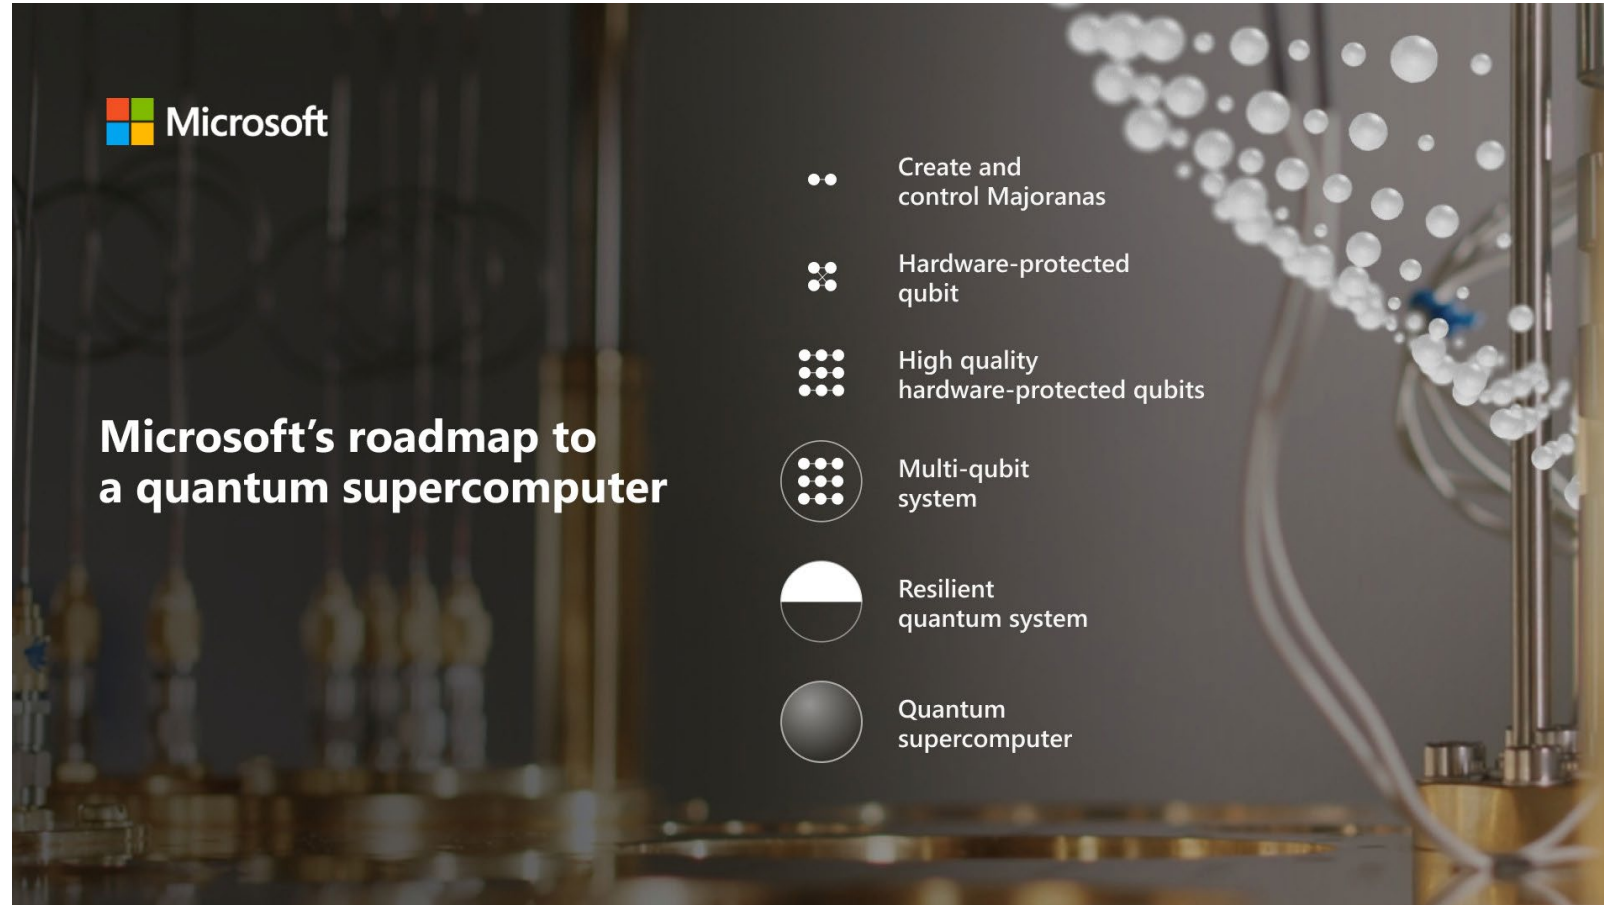 Microsoft
Microsoft’s roadmap to
a quantum supercomputer
Create and
control Majoranas
Hardware-protected
qubit
High quality
hardware-protected qubits
Multi-qubit
system
Resilient
quantum system
Quantum
supercomputer